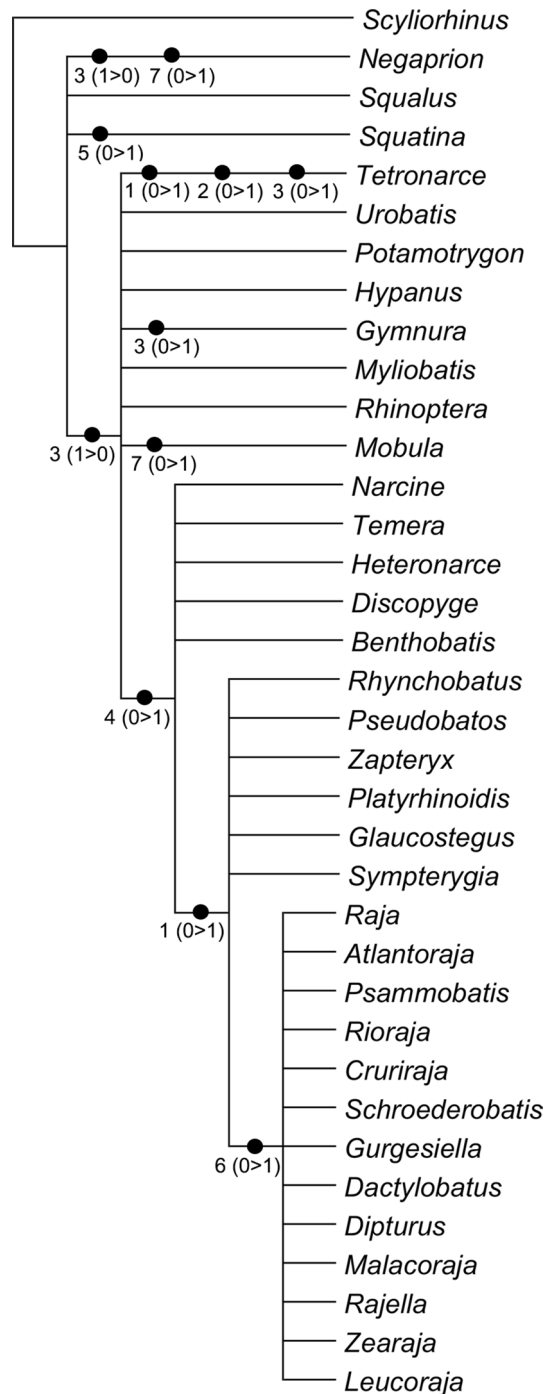 Scyliorhinus
Negaprion
3 (1>0) 7 (0>1)
Squalus
Squatina
5 (0>1)
Tetronarce
1 (0>1) 2 (0>1) 3 (0>1)
Urobatis
Potamotrygon
Hypanus
Gymnura
3 (0>1)
Myliobatis
Rhinoptera
Mobula
3 (1>0) 7 (0>1)
Narcine
Temera
Heteronarce
Discopyge
Benthobatis
Rhynchobatus
4 (0>1) Pseudobatos
Zapteryx
Platyrhinoidis
Glaucostegus
Sympterygia
Raja
1 (0>1)
Atlantoraja
Psammobatis
Rioraja
Cruriraja
Schroederobatis
Gurgesiella
6 (0>1)
Dactylobatus
Dipturus
Malacoraja
Rajella
Zearaja
Leucoraja